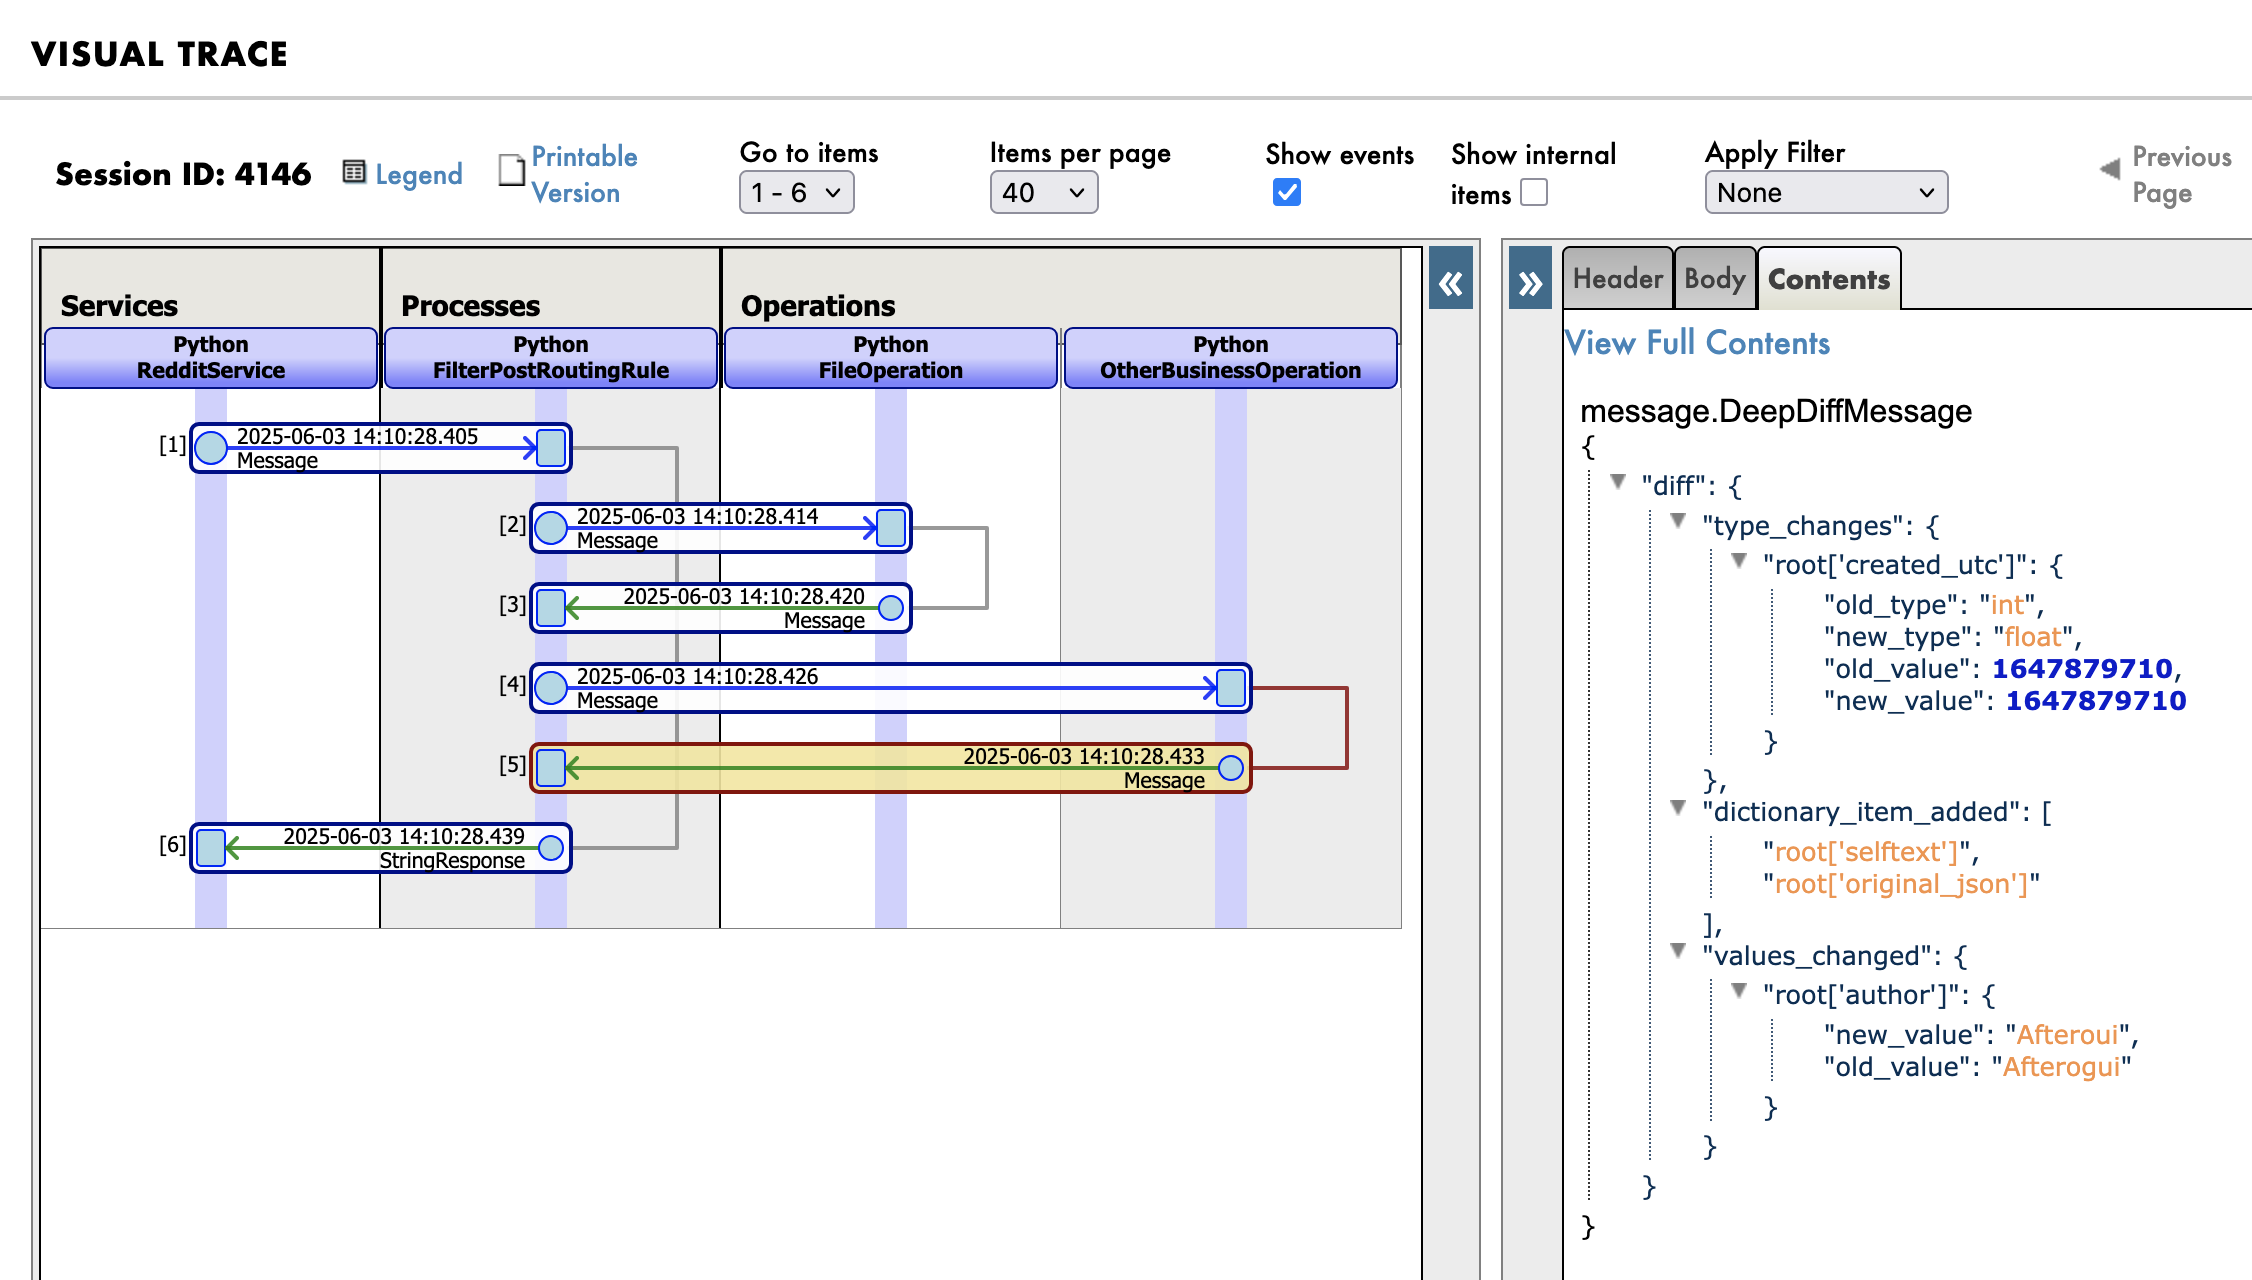 VISUAL TRACE
Session ID: 4146
Legend
Printable
Version
Go to items
1 - 6
Items per page
40
Show events
Show internal
items
Apply Filter
None
Previous
Page
Services
Processes
Operations
Python
RedditService
Python
FilterPostRoutingRule
Python
FileOperation
Python
OtherBusinessOperation
[1]
2025-06-03 14:10:28.405
Message
[2]
2025-06-03 14:10:28.414
Message
[3]
2025-06-03 14:10:28.420
Message
[4]
2025-06-03 14:10:28.426
Message
[5]
2025-06-03 14:10:28.433
Message
[6]
2025-06-03 14:10:28.439
StringResponse
«
»
Header
Body
Contents
View Full Contents
message.DeepDiffMessage
{
"diff": {
"type_changes": {
"root['created_utc']": {
"old_type": "int",
"new_type": "float",
"old_value": 1647879710,
"new_value": 1647879710
}
},
"dictionary_item_added": [
"root['selftext']",
"root['original_json']"
],
"values_changed": {
"root['author']": {
"new_value": "Afteroui",
"old_value": "Afterogui"
}
}
}
}